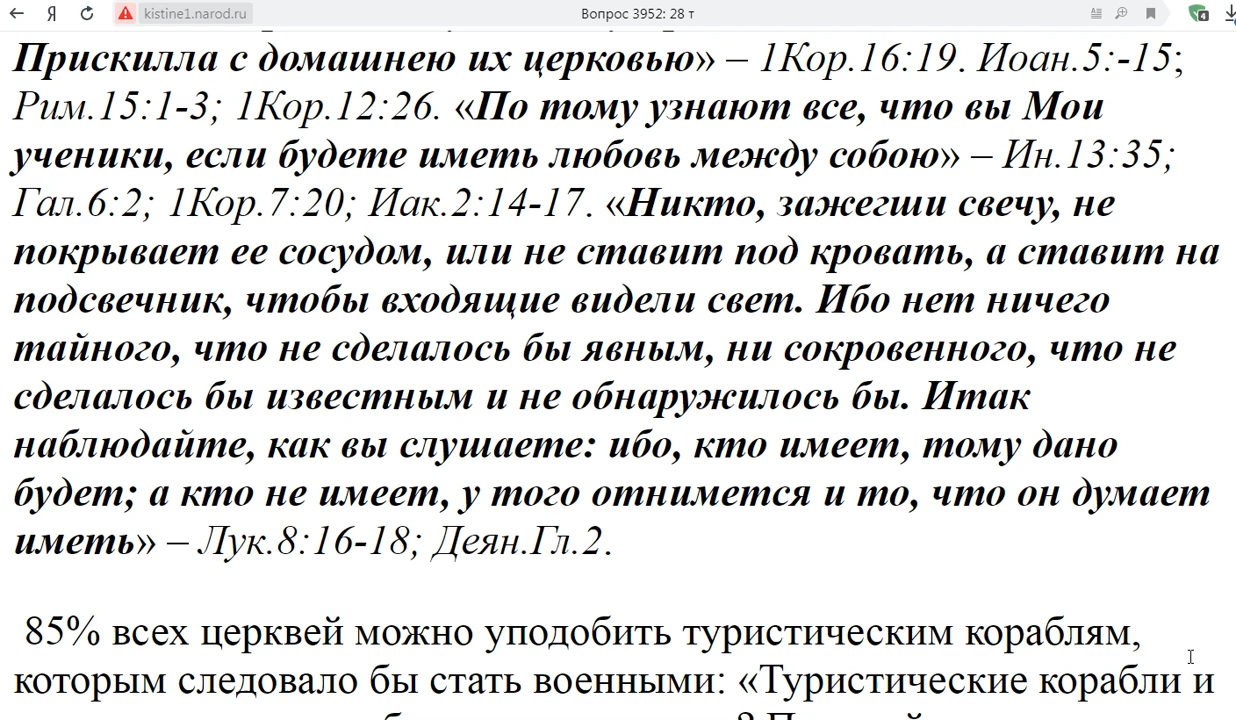 kistine1.narod.ru
Вопрос 3952: 28 т
4
Прискилла с домашнею их церковью» – 1Кор.16:19. Иоан.5:-15;
Рим.15:1-3; 1Кор.12:26. «По тому узнают все, что вы Мои
ученики, если будете иметь любовь между собою» – Ин.13:35;
Гал.6:2; 1Кор.7:20; Иак.2:14-17. «Никто, зажегши свечу, не
покрывает ее сосудом, или не ставит под кровать, а ставит на
подсвечник, чтобы входящие видели свет. Ибо нет ничего
тайного, что не сделалось бы явным, ни сокровенного, что не
сделалось бы известным и не обнаружилось бы. Итак
наблюдайте, как вы слушаете: ибо, кто имеет, тому дано
будет; а кто не имеет, у того отнимется и то, что он думает
иметь» – Лук.8:16-18; Деян.Гл.2.
85% всех церквей можно уподобить туристическим кораблям,
которым следовало бы стать военными: «Туристические корабли и